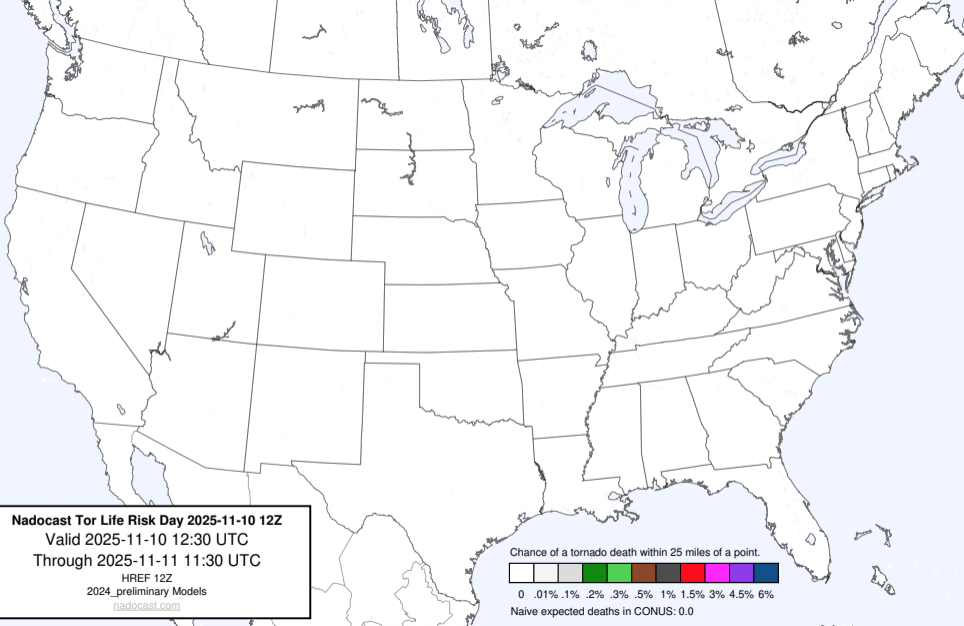 Nadocast Tor Life Risk Day 2025-11-10 12Z
Valid 2025-11-10 12:30 UTC
Through 2025-11-11 11:30 UTC
HREF 12Z
2024_preliminary Models
nadocast.com
Chance of a tornado death within 25 miles of a point.
0 .01% .1% .2% .3% .5% 1% 1.5% 3% 4.5% 6%
Naive expected deaths in CONUS: 0.0